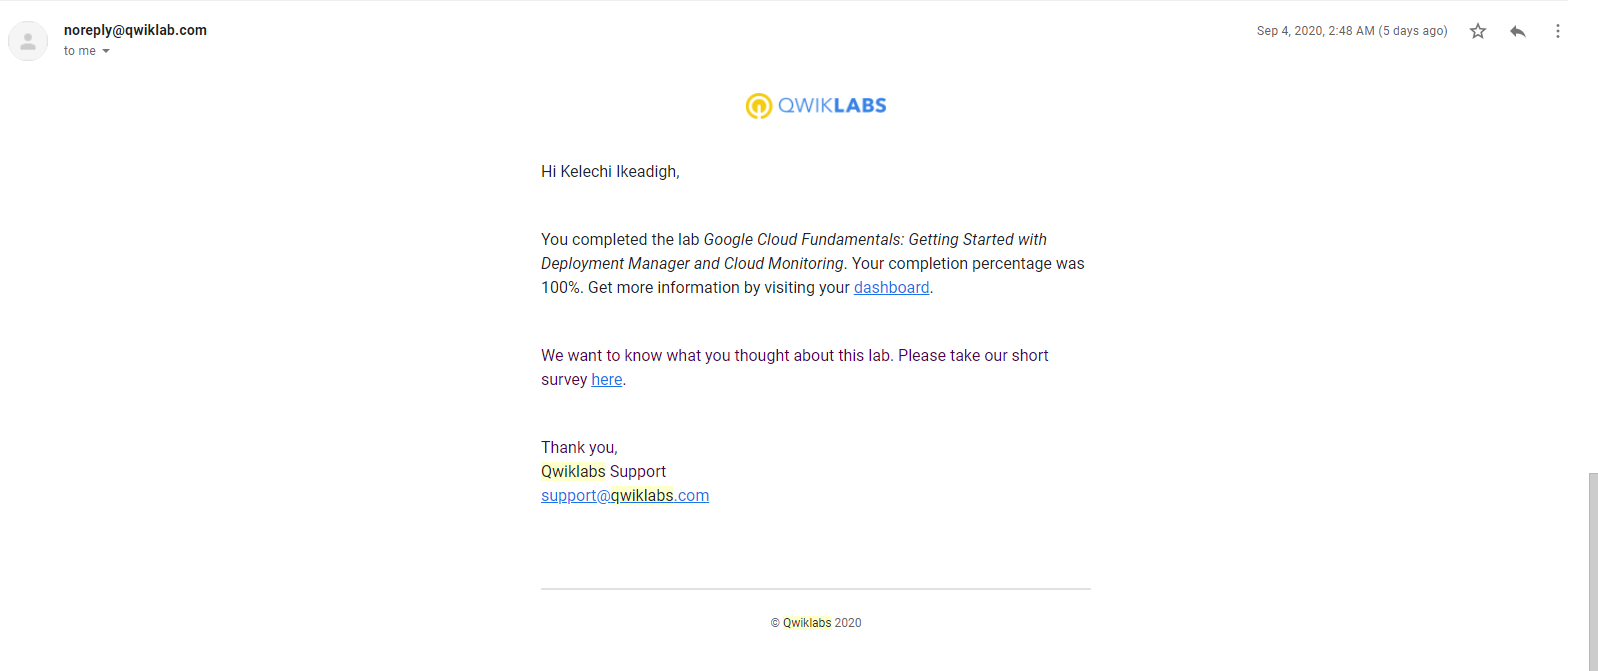 noreply@qwiklab.com
Sep 4, 2020, 2:48 AM (5 days ago)
to me
QWIKLABS
Hi Kelechi Ikeadigh,
You completed the lab Google Cloud Fundamentals: Getting Started with
Deployment Manager and Cloud Monitoring. Your completion percentage was
100%. Get more information by visiting your dashboard.
We want to know what you thought about this lab. Please take our short
survey here.
Thank you,
Qwiklabs Support
support@qwiklabs.com
© Qwiklabs 2020